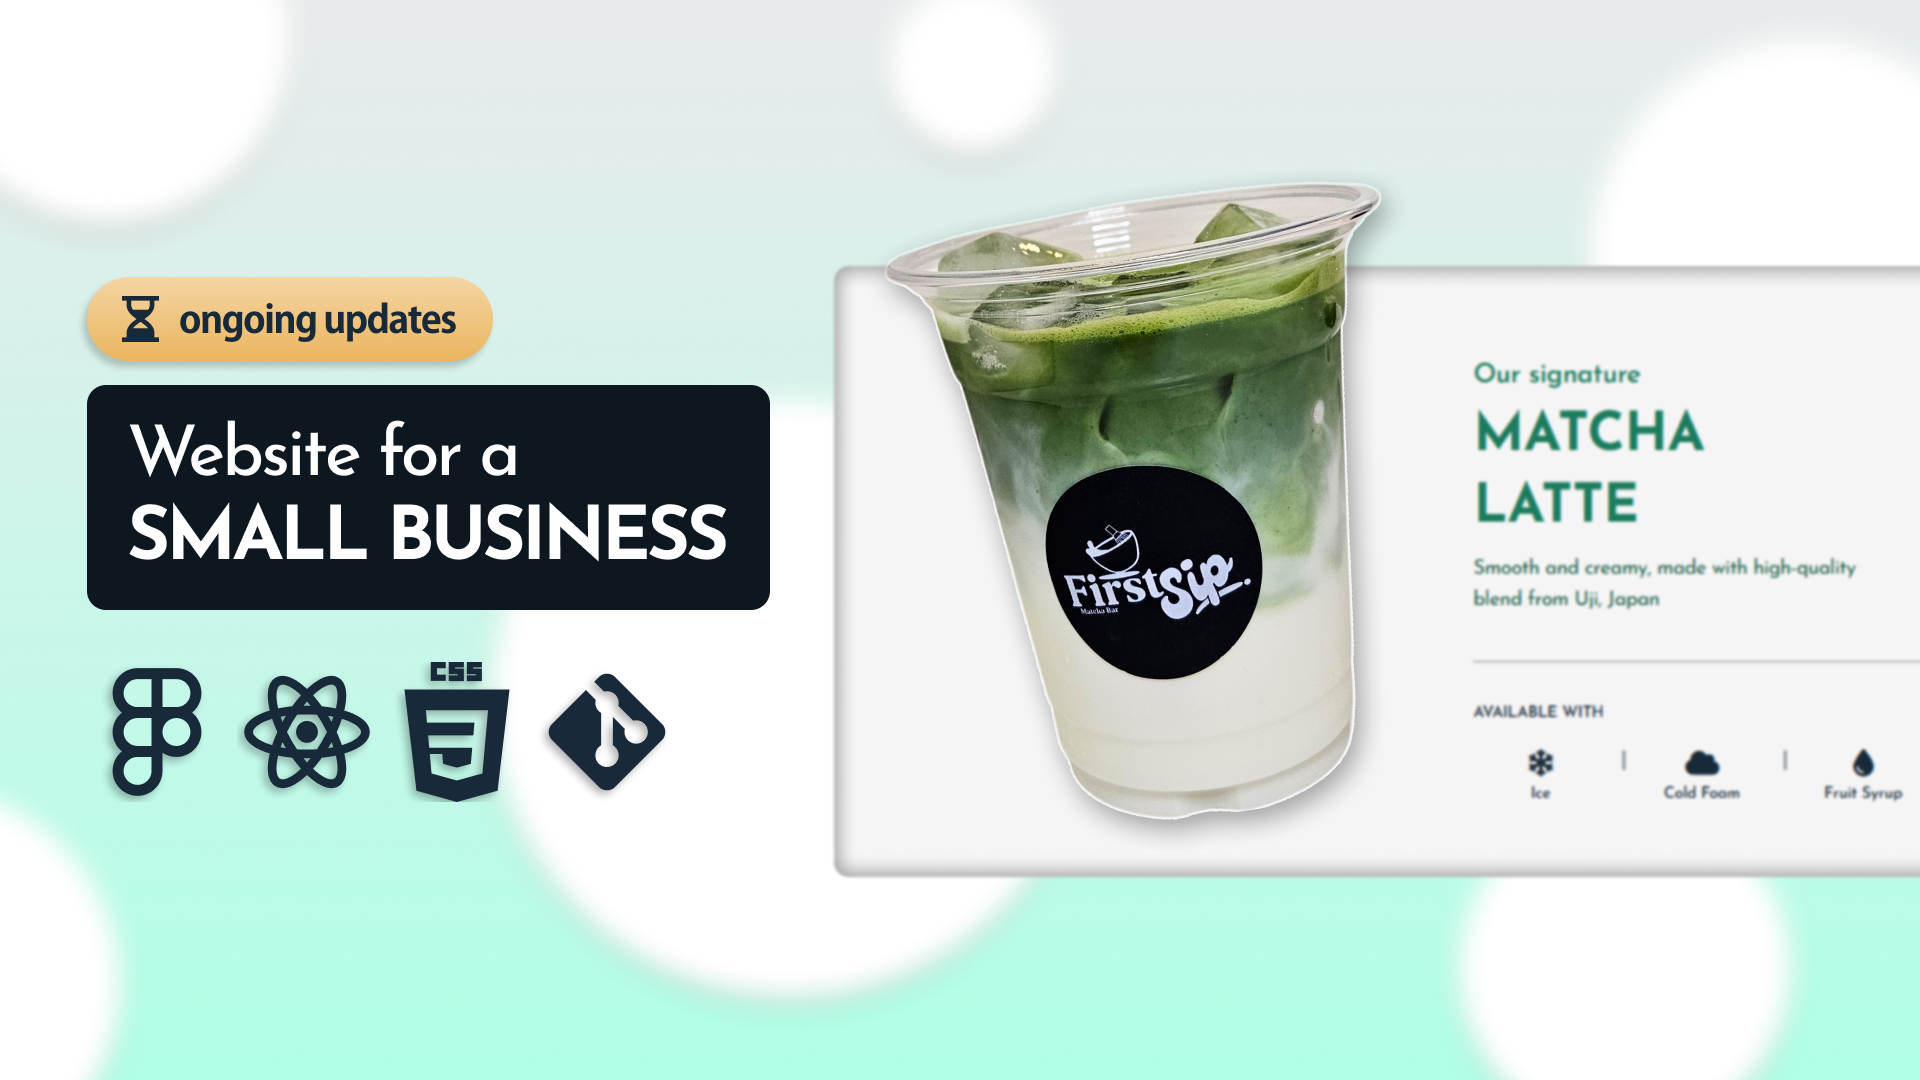 ongoing updates
Website for a
SMALL BUSINESS
CSS
FirstSip.
Matcha Bar
Our signature
MATCHA
LATTE
Smooth and creamy, made with high-quality
blend from Uji, Japan
AVAILABLE WITH
Ice
Cold Foam
Fruit Syrup